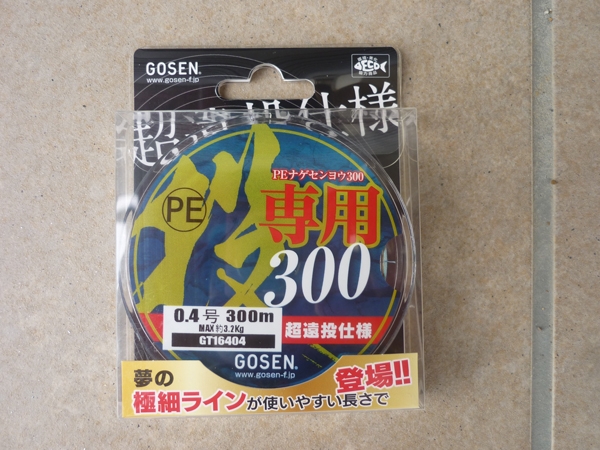 GOSEN®
www.gosen-f.jp
ECO
超遠投仕様
PEナゲセンヨウ300
PE
投
専用
300
0.4号 300m
MAX約3.2Kg
GT16404
超遠投仕様
GOSEN®
www.gosen-f.jp
夢の
極細ラインが使いやすい長さで
登場!!